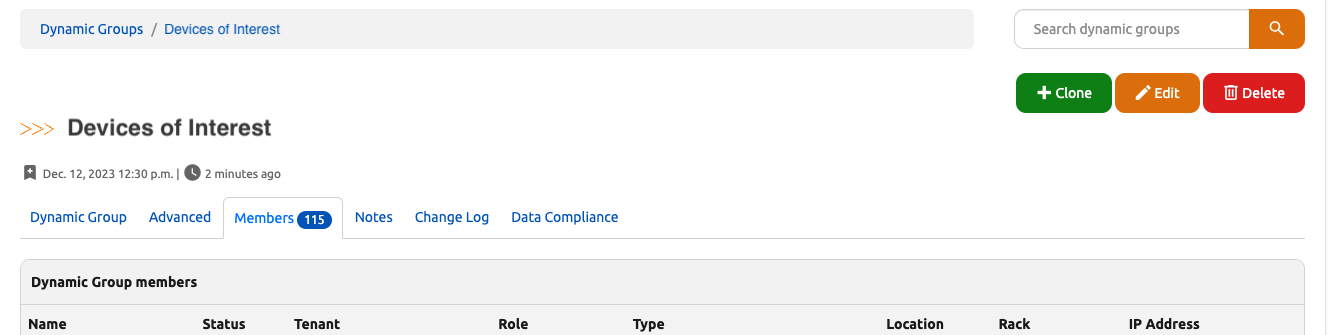 Dynamic Groups / Devices of Interest
Search dynamic groups
Clone Edit Delete
>>> Devices of Interest
Dec. 12, 2023 12:30 p.m. | 2 minutes ago
Dynamic Group Advanced Members 115 Notes Change Log Data Compliance
Dynamic Group members
Name Status Tenant Role Type Location Rack IP Address